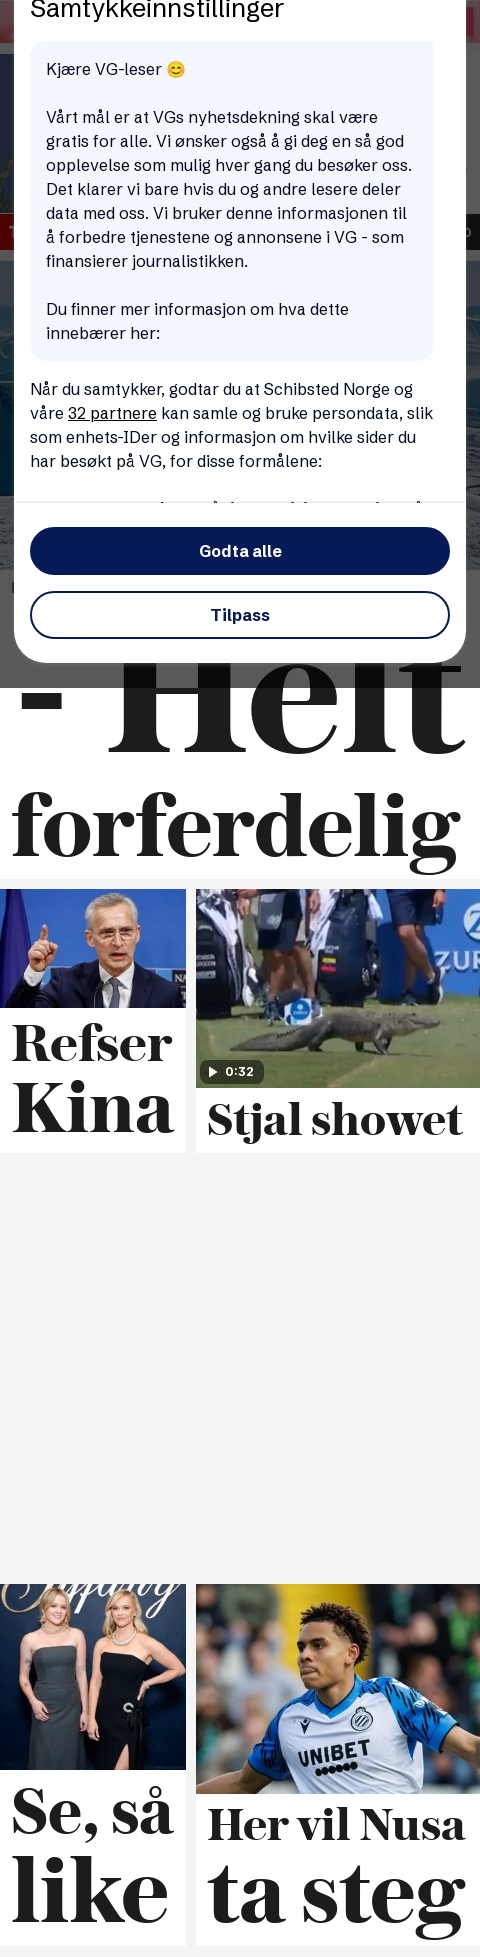 Samtykkeinnstillinger
Kjære VG-leser 😊
Vårt mål er at VGs nyhetsdekning skal være
gratis for alle. Vi ønsker også å gi deg en så god
opplevelse som mulig hver gang du besøker oss.
Det klarer vi bare hvis du og andre lesere deler
data med oss. Vi bruker denne informasjonen til
å forbedre tjenestene og annonsene i VG - som
finansierer journalistikken.
Du finner mer informasjon om hva dette
innebærer her:
Når du samtykker, godtar du at Schibsted Norge og
våre 32 partnere kan samle og bruke persondata, slik
som enhets-IDer og informasjon om hvilke sider du
har besøkt på VG, for disse formålene:
Godta alle
Tilpass
- Helt
forferdelig
ZUR
0:32
Refser
Kina
Stjal showet
Tiffany
UNIBET
Se, så
like
Her vil Nusa
ta steg